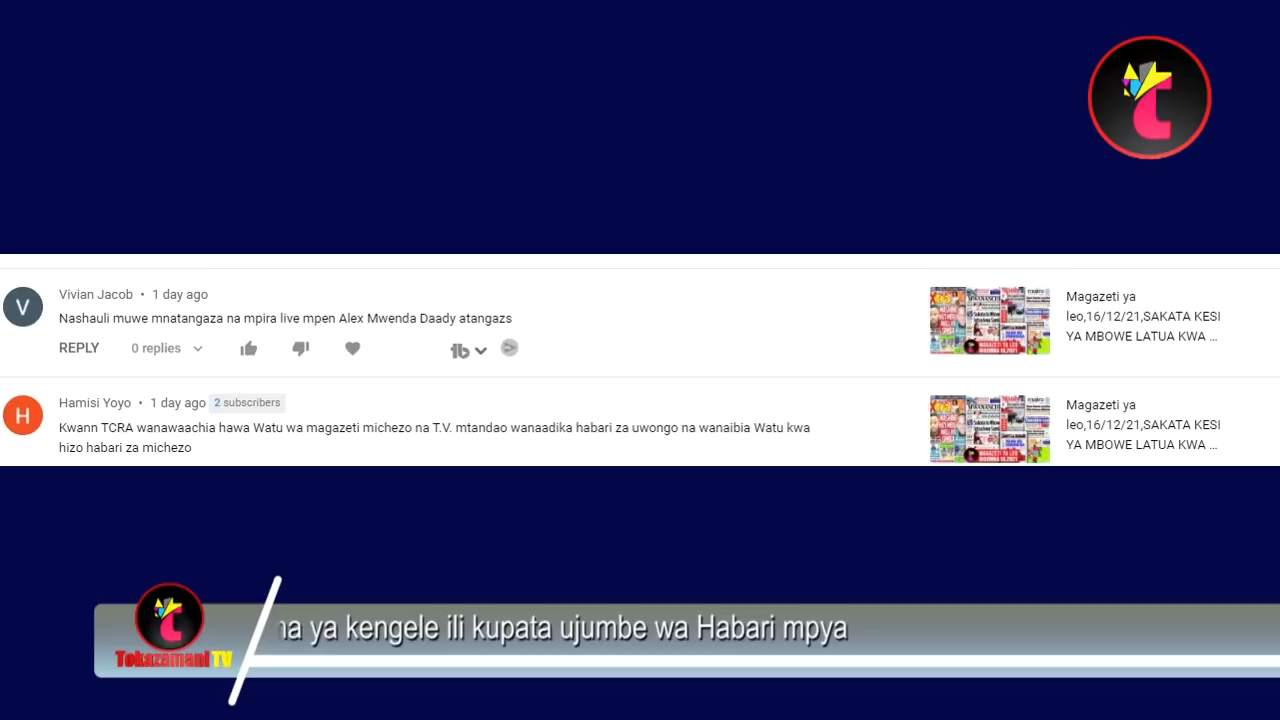 Vivian Jacob • 1 day ago
Nashauli muwe mnatangaza na mpira live mpen Alex Mwenda Daady atangazs
REPLY 0 replies
Magazeti ya
leo,16/12/21,SAKATA KESI
YA MBOWE LATUA KWA ...
Hamisi Yoyo • 1 day ago 2 subscribers
Kwann TCRA wanawaachia hawa Watu wa magazeti michezo na T.V. mtandao wanaadika habari za uwongo na wanaibia Watu kwa
hizo habari za michezo
Magazeti ya
leo,16/12/21,SAKATA KESI
YA MBOWE LATUA KWA ...
V
H
na ya kengele ili kupata ujumbe wa Habari mpya
Tokazamani TV